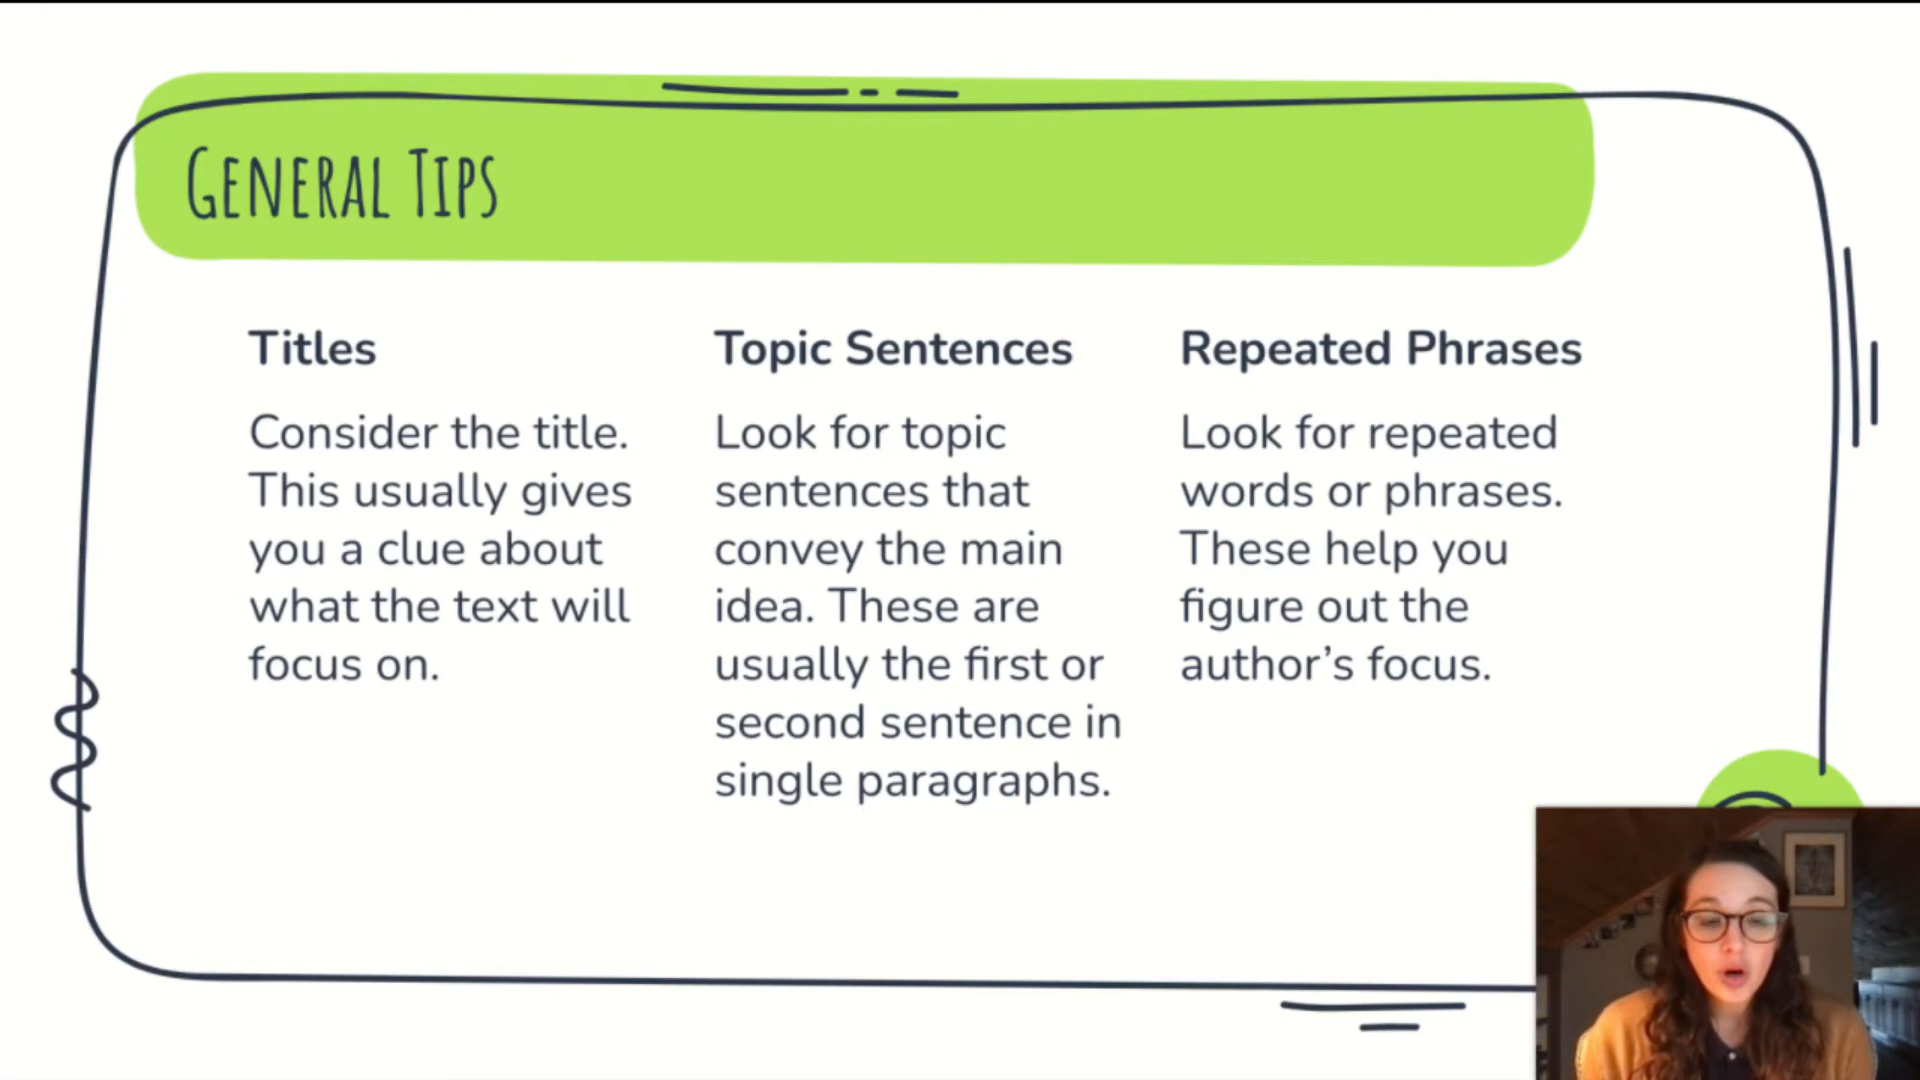 General Tips
Titles
Consider the title.
This usually gives
you a clue about
what the text will
focus on.
Topic Sentences
Look for topic
sentences that
convey the main
idea. These are
usually the first or
second sentence in
single paragraphs.
Repeated Phrases
Look for repeated
words or phrases.
These help you
figure out the
author’s focus.